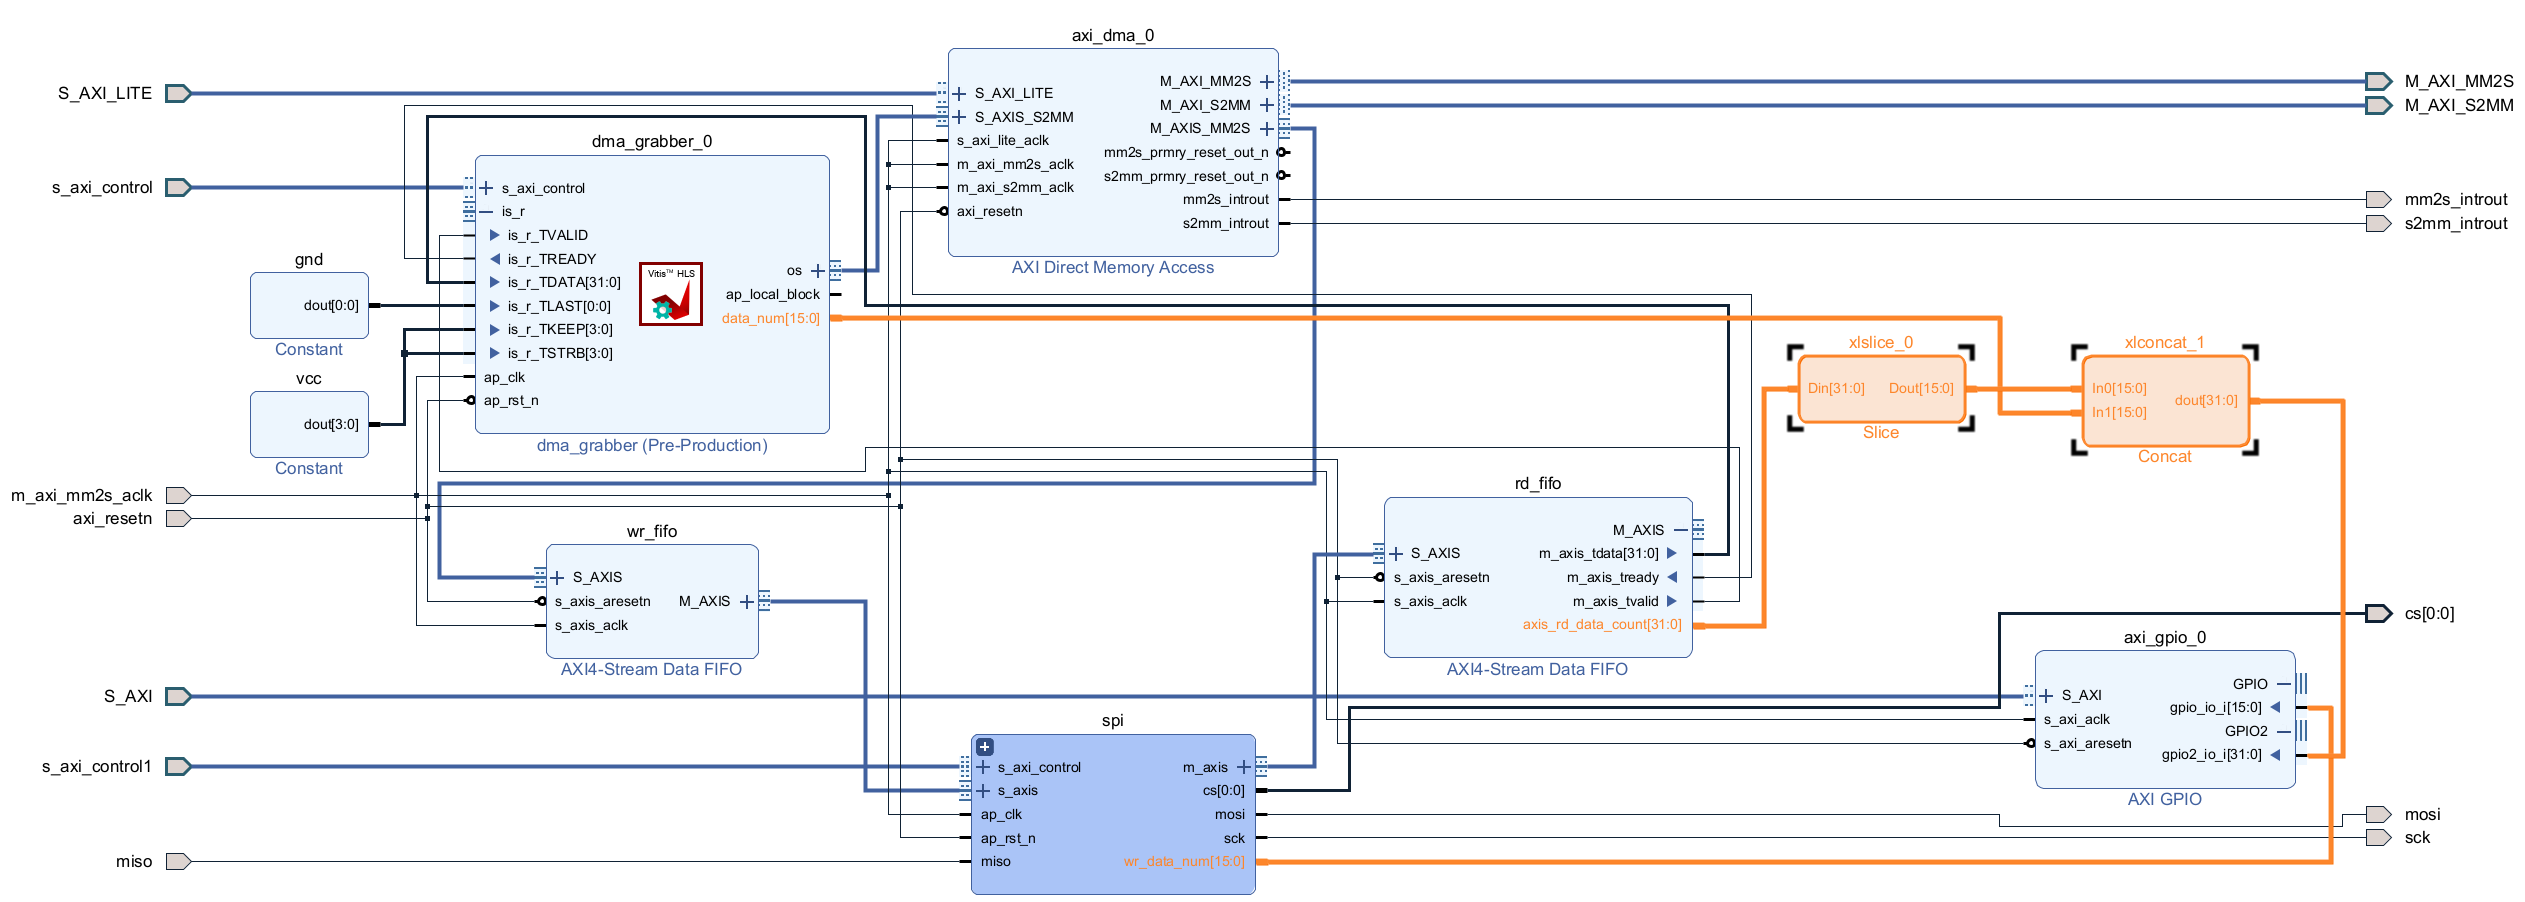 S_AXI_LITE
s_axi_control
m_axi_mm2s_aclk
axi_resetn
S_AXI
s_axi_control1
miso
gnd
dout[0:0]
Constant
vcc
dout[3:0]
Constant
dma_grabber_0
s_axi_control
is_r
is_r_TVALID
is_r_TREADY
is_r_TDATA[31:0]
is_r_TLAST[0:0]
is_r_TKEEP[3:0]
is_r_TSTRB[3:0]
ap_clk
ap_rst_n
Vitis™ HLS
os
ap_local_block
data_num[15:0]
dma_grabber (Pre-Production)
axi_dma_0
S_AXI_LITE
S_AXIS_S2MM
s_axi_lite_aclk
m_axi_mm2s_aclk
m_axi_s2mm_aclk
axi_resetn
M_AXI_MM2S
M_AXI_S2MM
M_AXIS_MM2S
mm2s_prmry_reset_out_n
s2mm_prmry_reset_out_n
mm2s_introut
s2mm_introut
AXI Direct Memory Access
wr_fifo
S_AXIS
s_axis_aresetn
s_axis_aclk
M_AXIS
AXI4-Stream Data FIFO
spi
s_axi_control
s_axis
ap_clk
ap_rst_n
miso
m_axis
cs[0:0]
mosi
sck
wr_data_num[15:0]
rd_fifo
S_AXIS
s_axis_aresetn
s_axis_aclk
M_AXIS
m_axis_tdata[31:0]
m_axis_tready
m_axis_tvalid
axis_rd_data_count[31:0]
AXI4-Stream Data FIFO
xlslice_0
Din[31:0]
Dout[15:0]
Slice
xlconcat_1
In0[15:0]
In1[15:0]
dout[31:0]
Concat
axi_gpio_0
S_AXI
s_axi_aclk
s_axi_aresetn
GPIO
gpio_io_i[15:0]
GPIO2
gpio2_io_i[31:0]
AXI GPIO
M_AXI_MM2S
M_AXI_S2MM
mm2s_introut
s2mm_introut
cs[0:0]
mosi
sck